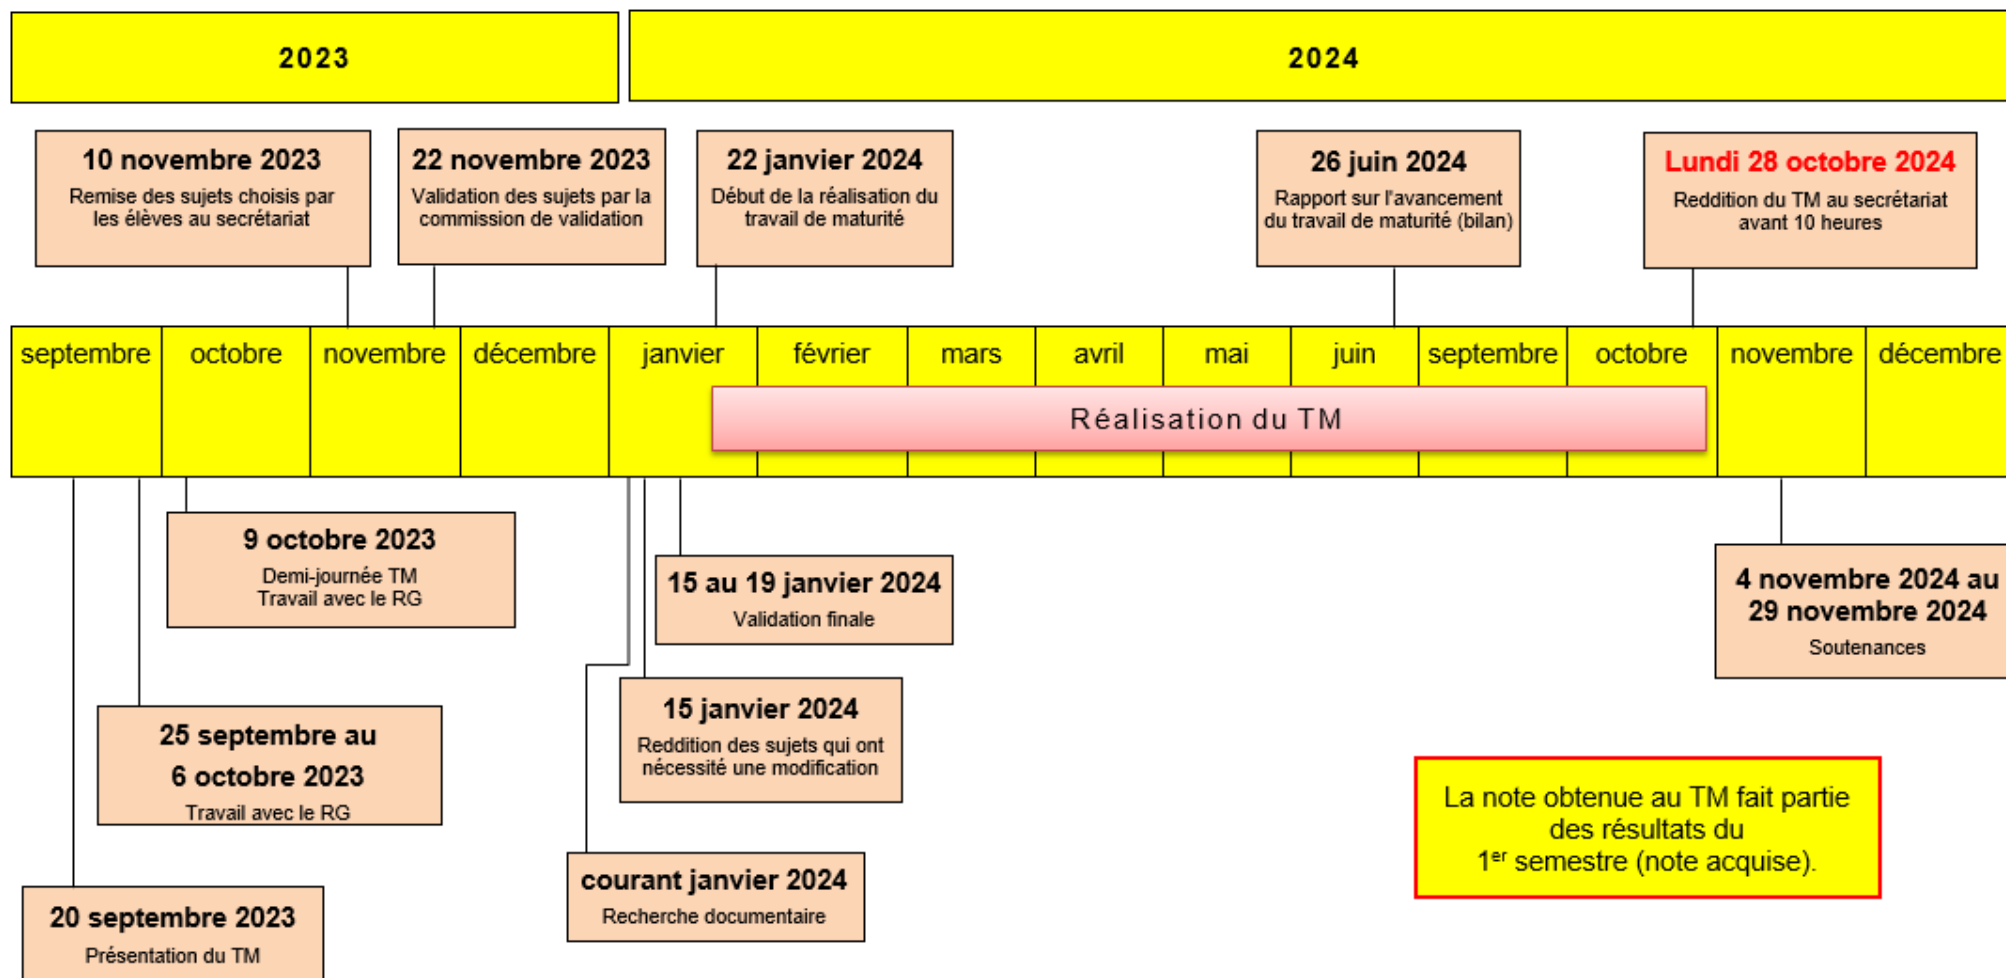 2023
2024
10 novembre 2023
Remise des sujets choisis par
les élèves au secrétariat
22 novembre 2023
Validation des sujets par la
commission de validation
22 janvier 2024
Début de la réalisation du
travail de maturité
26 juin 2024
Rapport sur l'avancement
du travail de maturité (bilan)
Lundi 28 octobre 2024
Reddition du TM au secrétariat
avant 10 heures
septembre
octobre
novembre
décembre
janvier
février
mars
avril
mai
juin
septembre
octobre
novembre
décembre
Réalisation du TM
9 octobre 2023
Demi-journée TM
Travail avec le RG
15 au 19 janvier 2024
Validation finale
4 novembre 2024 au
29 novembre 2024
Soutenances
25 septembre au
6 octobre 2023
Travail avec le RG
15 janvier 2024
Reddition des sujets qui ont
nécessité une modification
La note obtenue au TM fait partie
des résultats du
1er semestre (note acquise).
courant janvier 2024
Recherche documentaire
20 septembre 2023
Présentation du TM